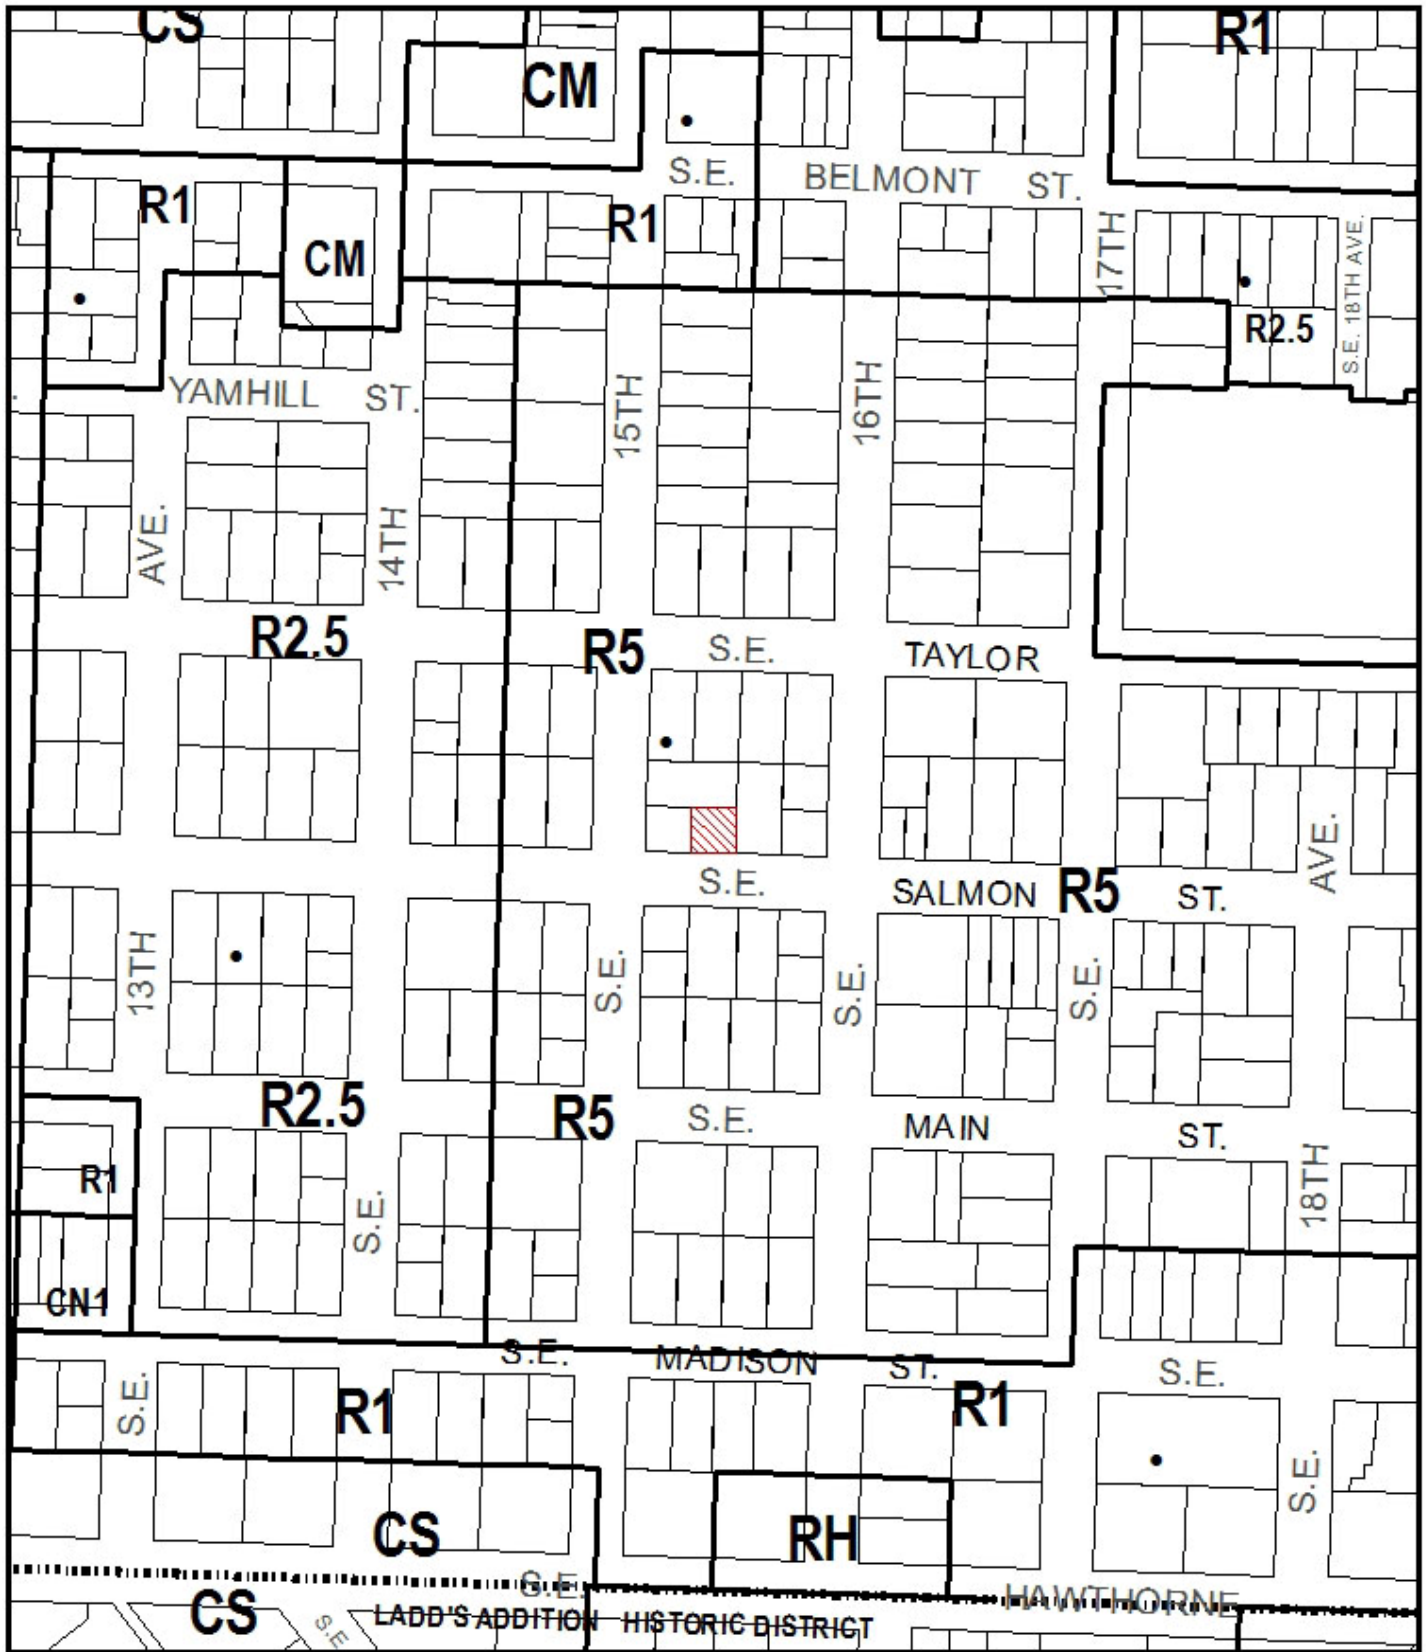 CS
R1
CM
S.E. BELMONT ST.
R1
R1
CM
17TH
S.E. 18TH AVE.
R2.5
YAMHILL ST.
15TH
16TH
AVE.
14TH
R2.5
R5
S.E. TAYLOR
S.E. SALMON ST.
R5
AVE.
13TH
S.E.
S.E.
S.E.
R2.5
R5
S.E. MAIN ST.
R1
S.E.
18TH
CN1
S.E. MADISON ST.
S.E.
S.E.
R1
R1
S.E.
CS
RH
S.E. HAWTHORNE
CS
S.E.
LADD'S ADDITION HISTORIC DISTRICT